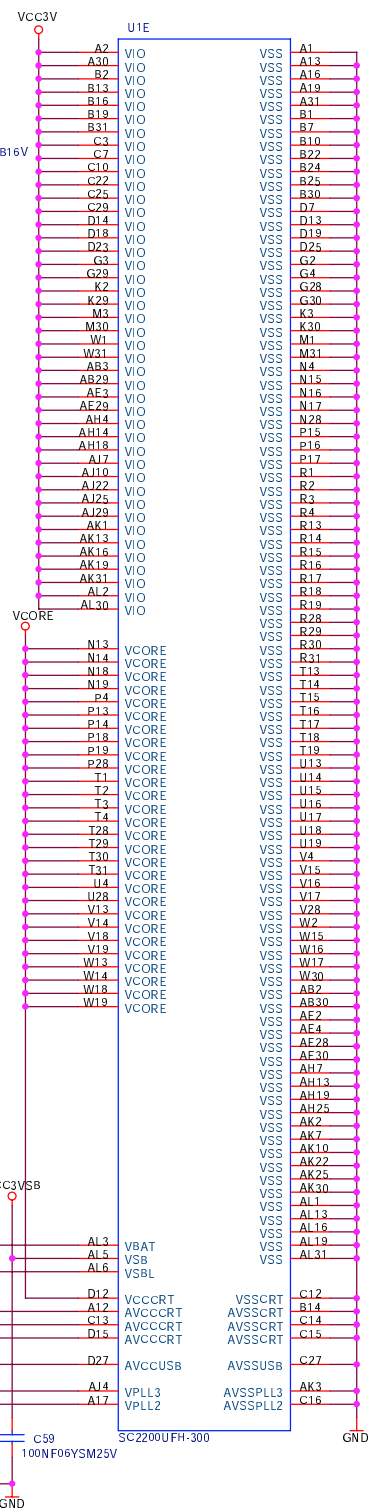 VCC3V
U1E
A2 VIO VSS A1
A30 VIO VSS A13
B2 VIO VSS A16
B13 VIO VSS A19
B16 VIO VSS A31
B19 VIO VSS B1
B31 VIO VSS B7
C3 VIO VSS B10
B16V
C7 VIO VSS B22
C10 VIO VSS B24
C22 VIO VSS B25
C25 VIO VSS B30
C29 VIO VSS D7
D14 VIO VSS D13
D18 VIO VSS D19
D23 VIO VSS D25
G3 VIO VSS G2
G29 VIO VSS G4
K2 VIO VSS G28
K29 VIO VSS G30
M3 VIO VSS K3
M30 VIO VSS K30
W1 VIO VSS M1
W31 VIO VSS M31
AB3 VIO VSS N4
AB29 VIO VSS N15
AE3 VIO VSS N16
AE29 VIO VSS N17
AH4 VIO VSS N28
AH14 VIO VSS P15
AH18 VIO VSS P16
AJ7 VIO VSS P17
AJ10 VIO VSS R1
AJ22 VIO VSS R2
AJ25 VIO VSS R3
AJ29 VIO VSS R4
AK1 VIO VSS R13
AK13 VIO VSS R14
AK16 VIO VSS R15
AK19 VIO VSS R16
AK31 VIO VSS R17
AL2 VIO VSS R18
AL30 VIO VSS R19
VCORE
VSS R28
VSS R29
N13 VCORE VSS R30
N14 VCORE VSS R31
N18 VCORE VSS T13
N19 VCORE VSS T14
P4 VCORE VSS T15
P13 VCORE VSS T16
P14 VCORE VSS T17
P18 VCORE VSS T18
P19 VCORE VSS T19
P28 VCORE VSS U13
T1 VCORE VSS U14
T2 VCORE VSS U15
T3 VCORE VSS U16
T4 VCORE VSS U17
T28 VCORE VSS U18
T29 VCORE VSS U19
T30 VCORE VSS V4
T31 VCORE VSS V15
U4 VCORE VSS V16
U28 VCORE VSS V17
V13 VCORE VSS V28
V14 VCORE VSS W2
V18 VCORE VSS W15
V19 VCORE VSS W16
W13 VCORE VSS W17
W14 VCORE VSS W30
W18 VCORE VSS AB2
W19 VCORE VSS AB30
VSS AE2
VSS AE4
VSS AE28
VSS AE30
VSS AH7
VSS AH13
VSS AH19
VSS AH25
VSS AK2
VSS AK7
VSS AK10
VSS AK22
VSS AK25
CC3VSB
VSS AK30
VSS AL1
VSS AL13
VSS AL16
AL3 VBAT VSS AL19
AL5 VSB VSS AL31
AL6 VSBL
D12 VCCCRT VSSCRT C12
A12 AVCCCRT AVSSCRT B14
C13 AVCCCRT AVSSCRT C14
D15 AVCCCRT AVSSCRT C15
D27 AVCCUSB AVSSUSB C27
AJ4 VPLL3 AVSSPLL3 AK3
A17 VPLL2 AVSSPLL2 C16
SC2200UFH-300
GND
C59
100NF06YSM25V
GND